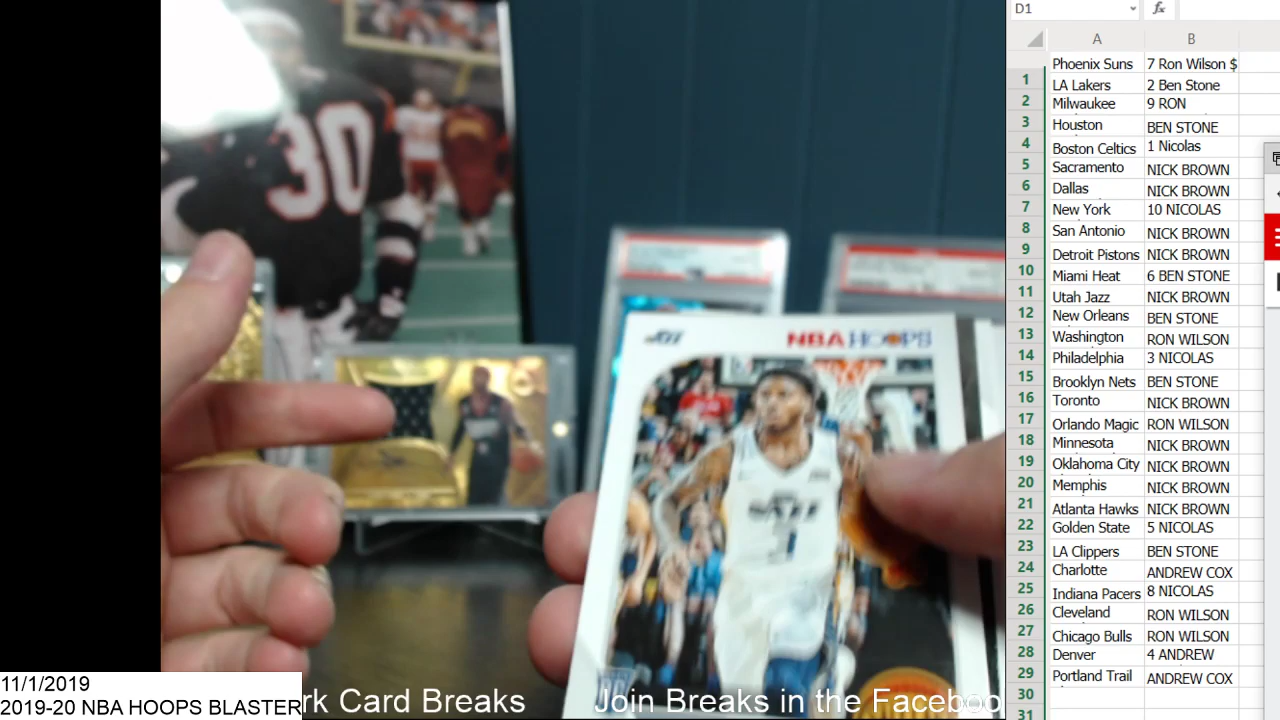 D1
fx
A B
Phoenix Suns 7 Ron Wilson $
1 LA Lakers 2 Ben Stone
2 Milwaukee 9 RON
3 Houston BEN STONE
4 Boston Celtics 1 Nicolas
5 Sacramento NICK BROWN
6 Dallas NICK BROWN
7 New York 10 NICOLAS
8 San Antonio NICK BROWN
9 Detroit Pistons NICK BROWN
10 Miami Heat 6 BEN STONE
11 Utah Jazz NICK BROWN
12 New Orleans BEN STONE
13 Washington RON WILSON
14 Philadelphia 3 NICOLAS
15 Brooklyn Nets BEN STONE
16 Toronto NICK BROWN
17 Orlando Magic RON WILSON
18 Minnesota NICK BROWN
19 Oklahoma City NICK BROWN
20 Memphis NICK BROWN
21 Atlanta Hawks NICK BROWN
22 Golden State 5 NICOLAS
23 LA Clippers BEN STONE
24 Charlotte ANDREW COX
25 Indiana Pacers 8 NICOLAS
26 Cleveland RON WILSON
27 Chicago Bulls RON WILSON
28 Denver 4 ANDREW
29 Portland Trail ANDREW COX
30
31
30
NBA HOOPS
JAZZ
3
11/1/2019
2019-20 NBA HOOPS BLASTER
rk Card Breaks Join Breaks in the Faceboo